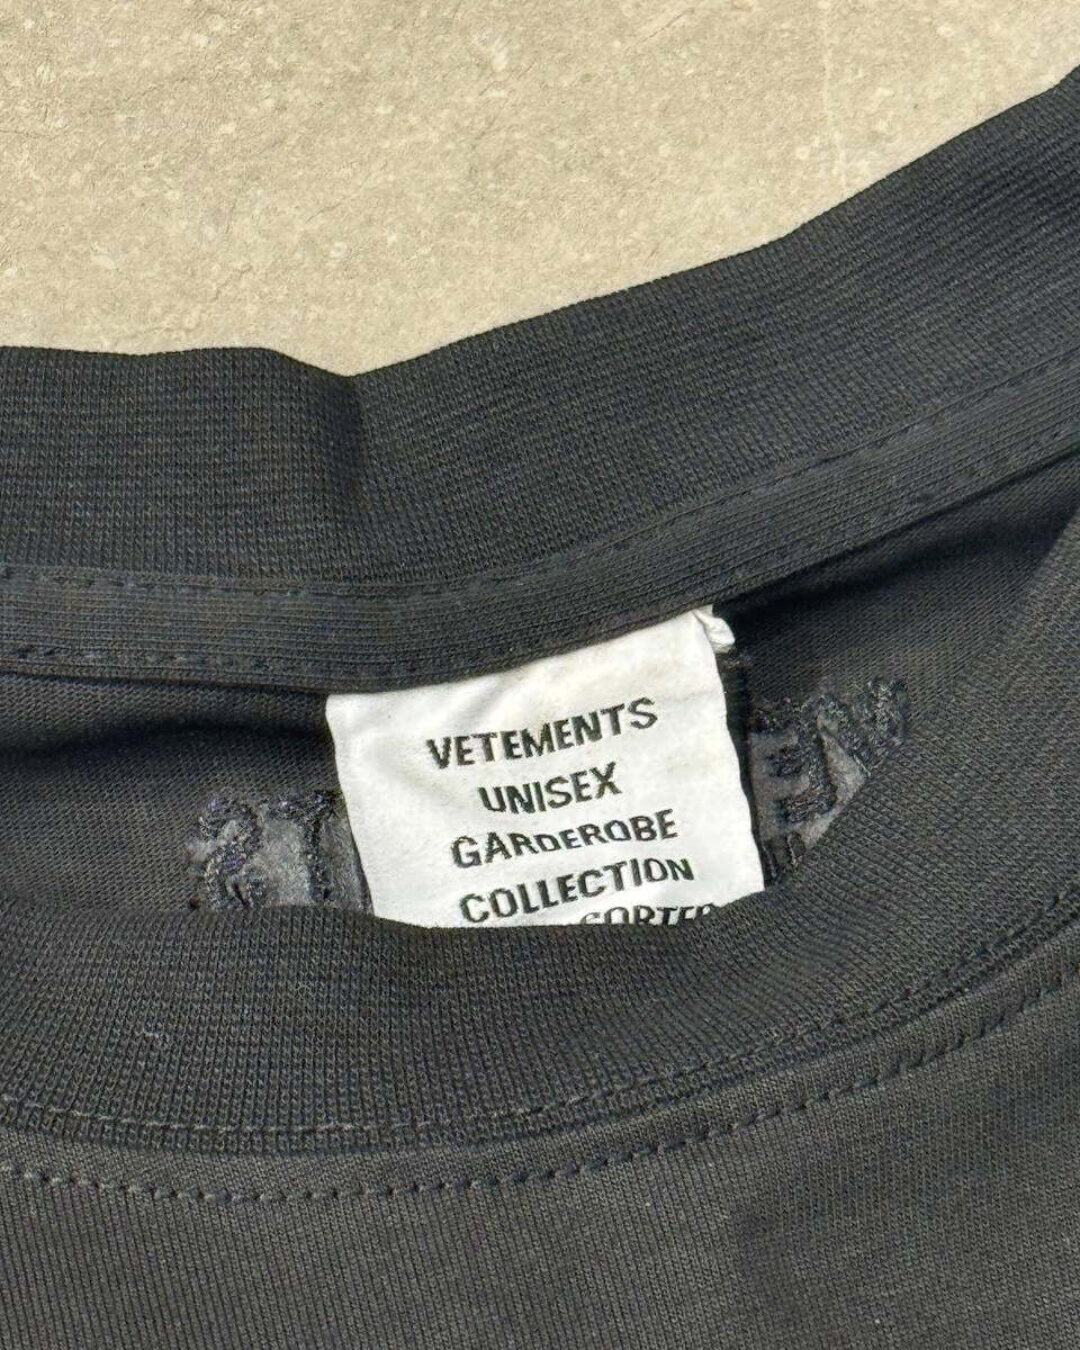 VETEMENTS
UNISEX
GARDEROBE
COLLECTION